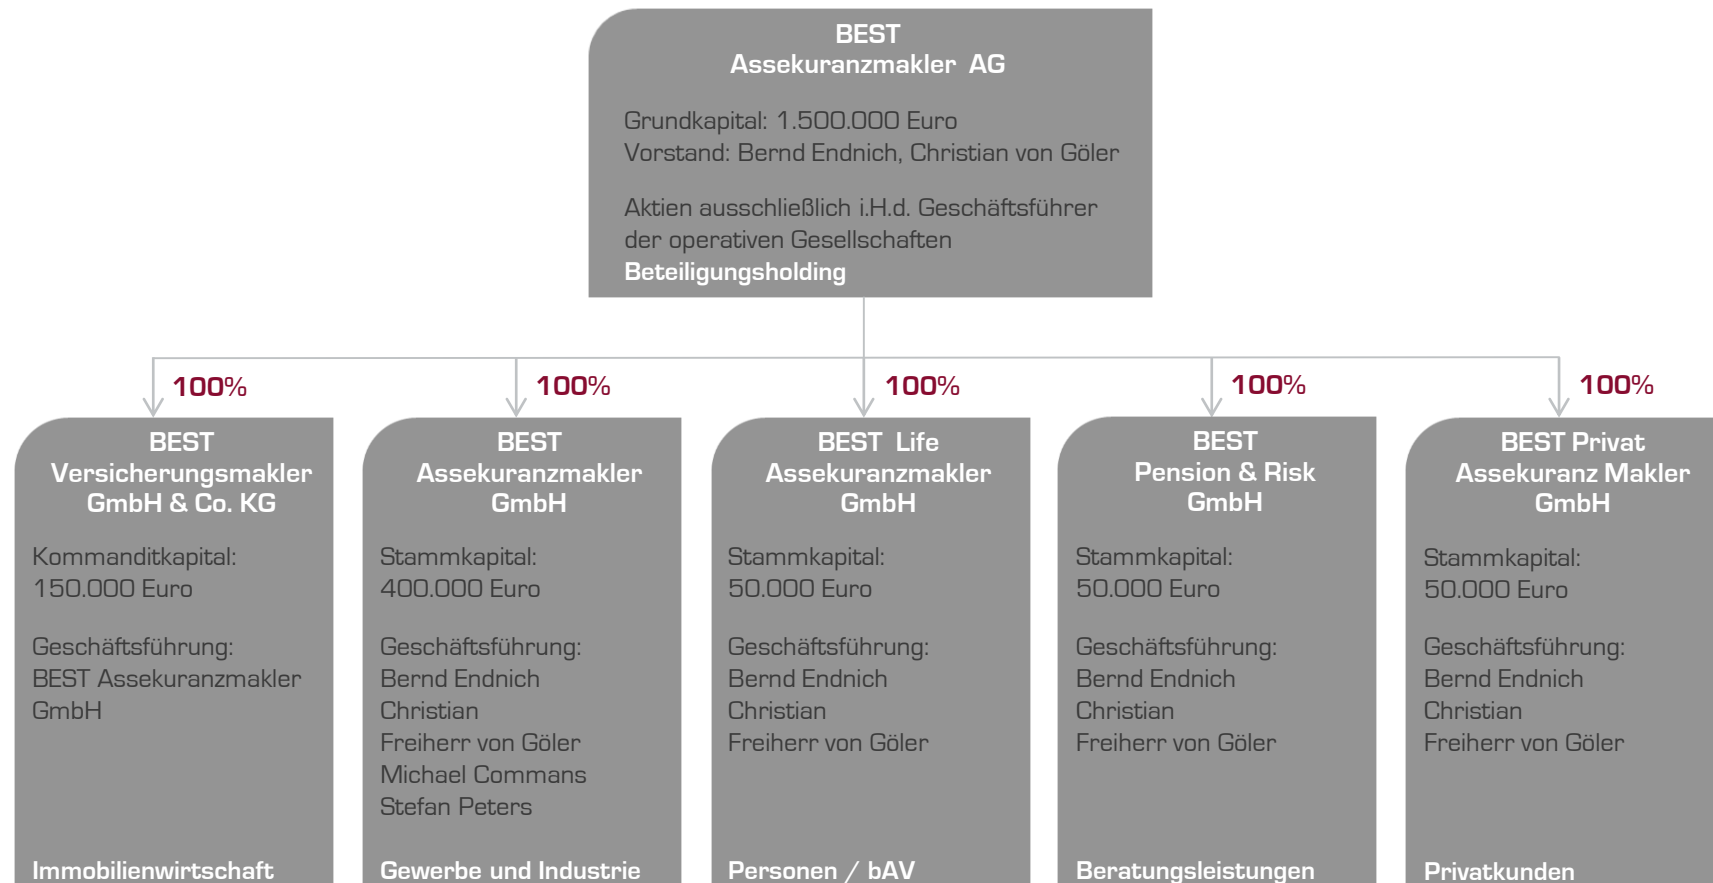 BEST
Assekuranzmakler AG
Grundkapital: 1.500.000 Euro
Vorstand: Bernd Endnich, Christian von Göler
Aktien ausschließlich i.H.d. Geschäftsführer
der operativen Gesellschaften
Beteiligungsholding
100%
100%
100%
100%
100%
BEST
Versicherungsmakler
GmbH & Co. KG
Kommanditkapital:
150.000 Euro
Geschäftsführung:
BEST Assekuranzmakler
GmbH
Immobilienwirtschaft
BEST
Assekuranzmakler
GmbH
Stammkapital:
400.000 Euro
Geschäftsführung:
Bernd Endnich
Christian
Freiherr von Göler
Michael Commans
Stefan Peters
Gewerbe und Industrie
BEST Life
Assekuranzmakler
GmbH
Stammkapital:
50.000 Euro
Geschäftsführung:
Bernd Endnich
Christian
Freiherr von Göler
Personen / bAV
BEST
Pension & Risk
GmbH
Stammkapital:
50.000 Euro
Geschäftsführung:
Bernd Endnich
Christian
Freiherr von Göler
Beratungsleistungen
BEST Privat
Assekuranz Makler
GmbH
Stammkapital:
50.000 Euro
Geschäftsführung:
Bernd Endnich
Christian
Freiherr von Göler
Privatkunden